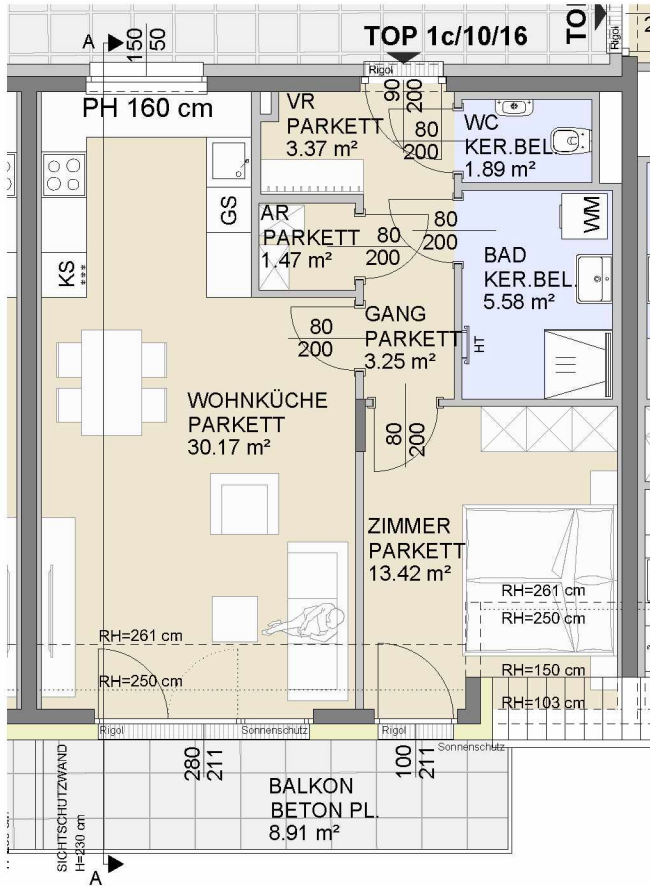 A
150
50
TOP 1c/10/16
TO
Rigol
Rigol
PH 160 cm
VR
PARKETT
3.37 m²
90
200
80
200
WC
KER.BEL.
1.89 m²
GS
KS
***
AR
PARKETT
1.47 m²
80
200
80
200
WM
BAD
KER.BEL.
5.58 m²
HT
GANG
PARKETT
3.25 m²
80
200
80
200
WOHNKÜCHE
PARKETT
30.17 m²
ZIMMER
PARKETT
13.42 m²
RH=261 cm
RH=250 cm
RH=261 cm
RH=250 cm
RH=150 cm
RH=103 cm
Rigol
Sonnenschutz
Rigol
Sonnenschutz
280
211
100
211
SICHTSCHUTZWAND
H=230 cm
BALKON
BETON PL.
8.91 m²
A